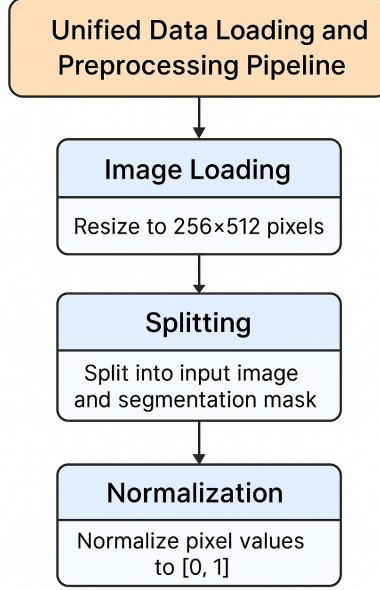 Unified Data Loading and
Preprocessing Pipeline
Image Loading
Resize to 256×512 pixels
Splitting
Split into input image
and segmentation mask
Normalization
Normalize pixel values
to [0, 1]